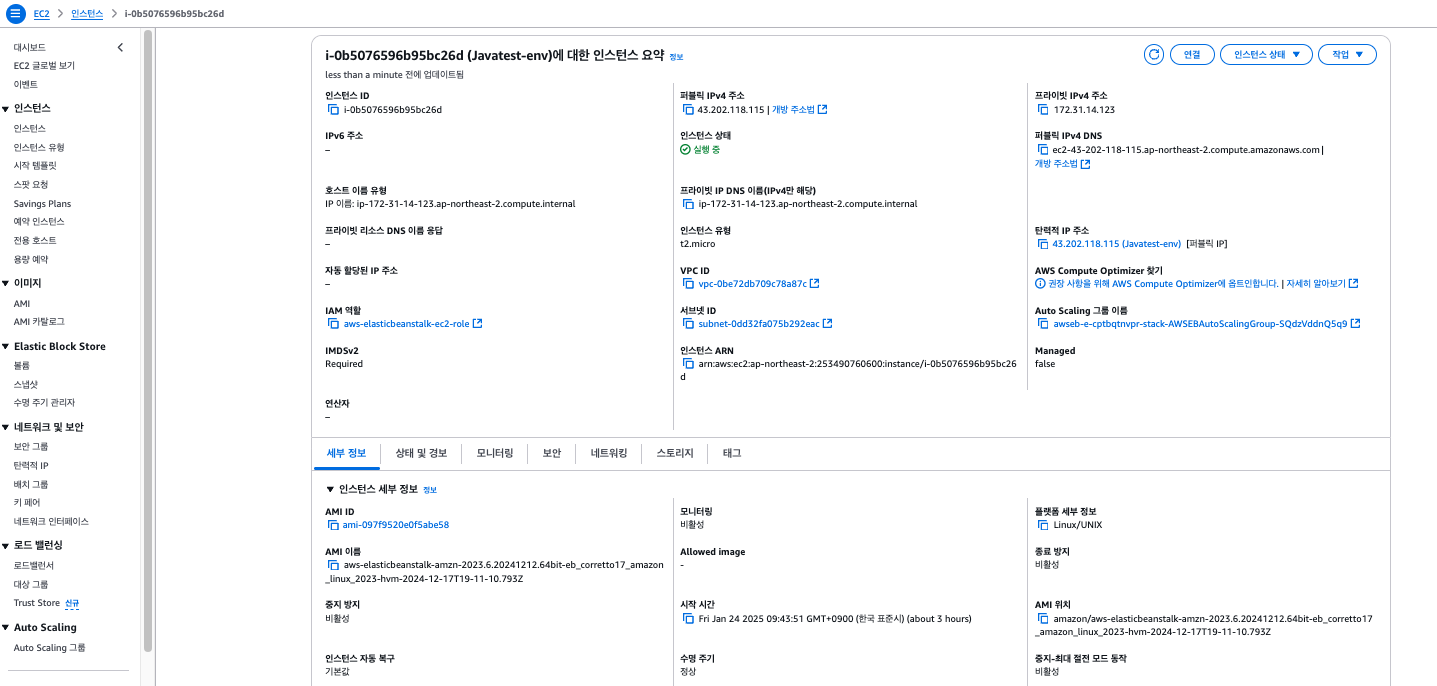 EC2 > 인스턴스 > i-0b5076596b95bc26d
대시보드
EC2 글로벌 보기
이벤트
인스턴스
인스턴스
인스턴스 유형
시작 템플릿
스팟 요청
Savings Plans
예약 인스턴스
전용 호스트
용량 예약
이미지
AMI
AMI 카탈로그
Elastic Block Store
볼륨
스냅샷
수명 주기 관리자
네트워크 및 보안
보안 그룹
탄력적 IP
배치 그룹
키 페어
네트워크 인터페이스
로드 밸런싱
로드밸런서
대상 그룹
Trust Store 신규
Auto Scaling
Auto Scaling 그룹
i-0b5076596b95bc26d (Javatest-env)에 대한 인스턴스 요약 정보
less than a minute 전에 업데이트됨
연결
인스턴스 상태
작업
인스턴스 ID
i-0b5076596b95bc26d
퍼블릭 IPv4 주소
43.202.118.115 | 개방 주소법
프라이빗 IPv4 주소
172.31.14.123
IPv6 주소
–
인스턴스 상태
실행 중
퍼블릭 IPv4 DNS
ec2-43-202-118-115.ap-northeast-2.compute.amazonaws.com |
개방 주소법
호스트 이름 유형
IP 이름: ip-172-31-14-123.ap-northeast-2.compute.internal
프라이빗 IP DNS 이름(IPv4만 해당)
ip-172-31-14-123.ap-northeast-2.compute.internal
프라이빗 리소스 DNS 이름 응답
–
인스턴스 유형
t2.micro
탄력적 IP 주소
43.202.118.115 (Javatest-env) [퍼블릭 IP]
자동 할당된 IP 주소
–
VPC ID
vpc-0be72db709c78a87c
AWS Compute Optimizer 찾기
권장 사항을 위해 AWS Compute Optimizer에 옵트인합니다. | 자세히 알아보기
IAM 역할
aws-elasticbeanstalk-ec2-role
서브넷 ID
subnet-0dd32fa075b292eac
Auto Scaling 그룹 이름
awseb-e-cptbqtnvpr-stack-AWSEBAutoScalingGroup-SQdzVddnQ5q9
IMDSv2
Required
인스턴스 ARN
arn:aws:ec2:ap-northeast-2:253490760600:instance/i-0b5076596b95bc26
d
Managed
false
연산자
–
세부 정보
상태 및 경보
모니터링
보안
네트워킹
스토리지
태그
인스턴스 세부 정보 정보
AMI ID
ami-097f9520e0f5abe58
모니터링
비활성
플랫폼 세부 정보
Linux/UNIX
AMI 이름
aws-elasticbeanstalk-amzn-2023.6.20241212.64bit-eb_corretto17_amazon
_linux_2023-hvm-2024-12-17T19-11-10.793Z
Allowed image
-
종료 방지
비활성
중지 방지
비활성
시작 시간
Fri Jan 24 2025 09:43:51 GMT+0900 (한국 표준시) (about 3 hours)
AMI 위치
amazon/aws-elasticbeanstalk-amzn-2023.6.20241212.64bit-eb_corretto17
_amazon_linux_2023-hvm-2024-12-17T19-11-10.793Z
인스턴스 자동 복구
기본값
수명 주기
정상
중지-최대 절전 모드 동작
비활성